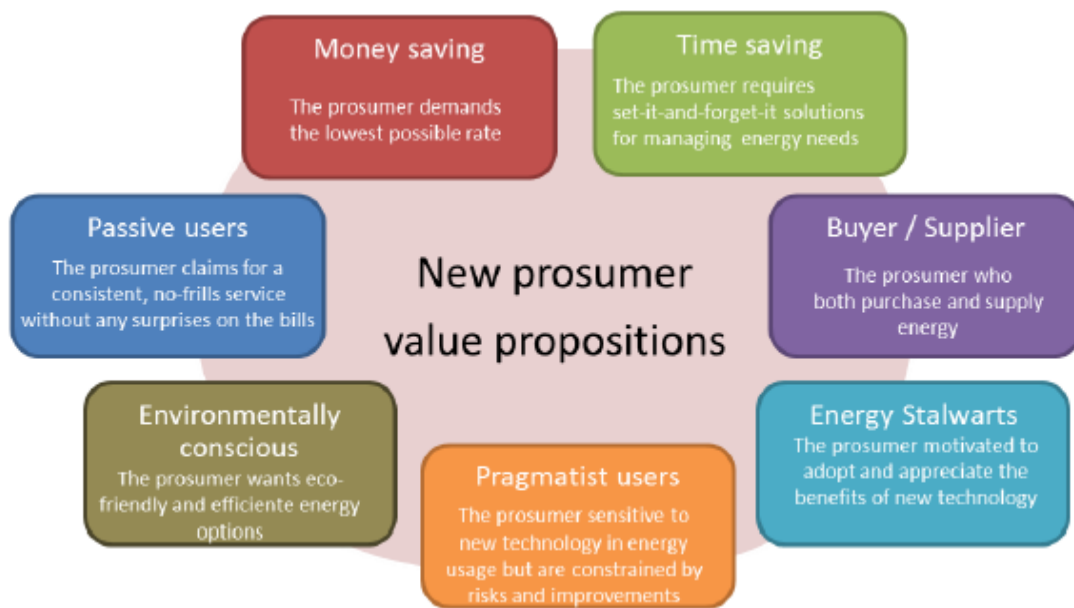 Money saving
The prosumer demands
the lowest possible rate
Time saving
The prosumer requires
set-it-and-forget-it solutions
for managing energy needs
Passive users
The prosumer claims for a
consistent, no-frills service
without any surprises on the bills
New prosumer
value propositions
Buyer / Supplier
The prosumer who
both purchase and supply
energy
Environmentally
conscious
The prosumer wants eco-
friendly and efficiente energy
options
Pragmatist users
The prosumer sensitive to
new technology in energy
usage but are constrained by
risks and improvements
Energy Stalwarts
The prosumer motivated to
adopt and appreciate the
benefits of new technology